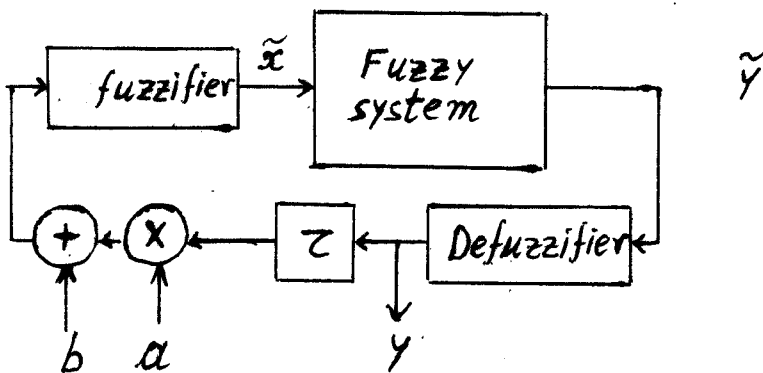 fuzzifier
x̃
Fuzzy
system
ỹ
+
x
τ
Defuzzifier
b
a
y